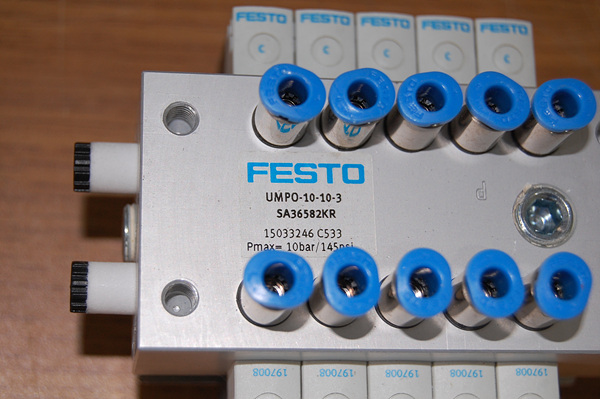 FESTO FESTO FESTO FESTO FESTO
C C C C C
FESTO
UMPO-10-10-3
SA36582KR
15033246 C533
Pmax= 10bar/145psi
d
197008 197008 197008 197008 197008